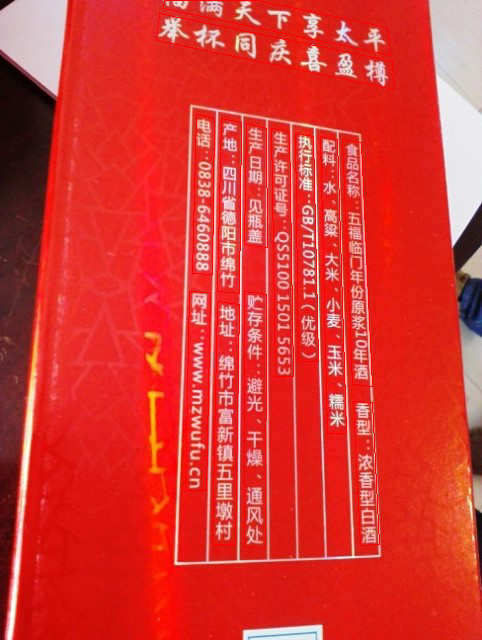 福满天下享太平
举杯同庆喜盈樽
食品名称：五福临门年份原浆10年酒 香型：浓香型白酒
配料：水、高粱、大米、小麦、玉米、糯米
执行标准：GB/T10781.1（优级）
生产许可证号：QS5100 1501 5653
生产日期：见瓶盖 贮存条件：避光、干燥、通风处
产地：四川省德阳市绵竹 地址：绵竹市富新镇五里墩村
电话：0838-6460888 网址：www.mzwufu.cn